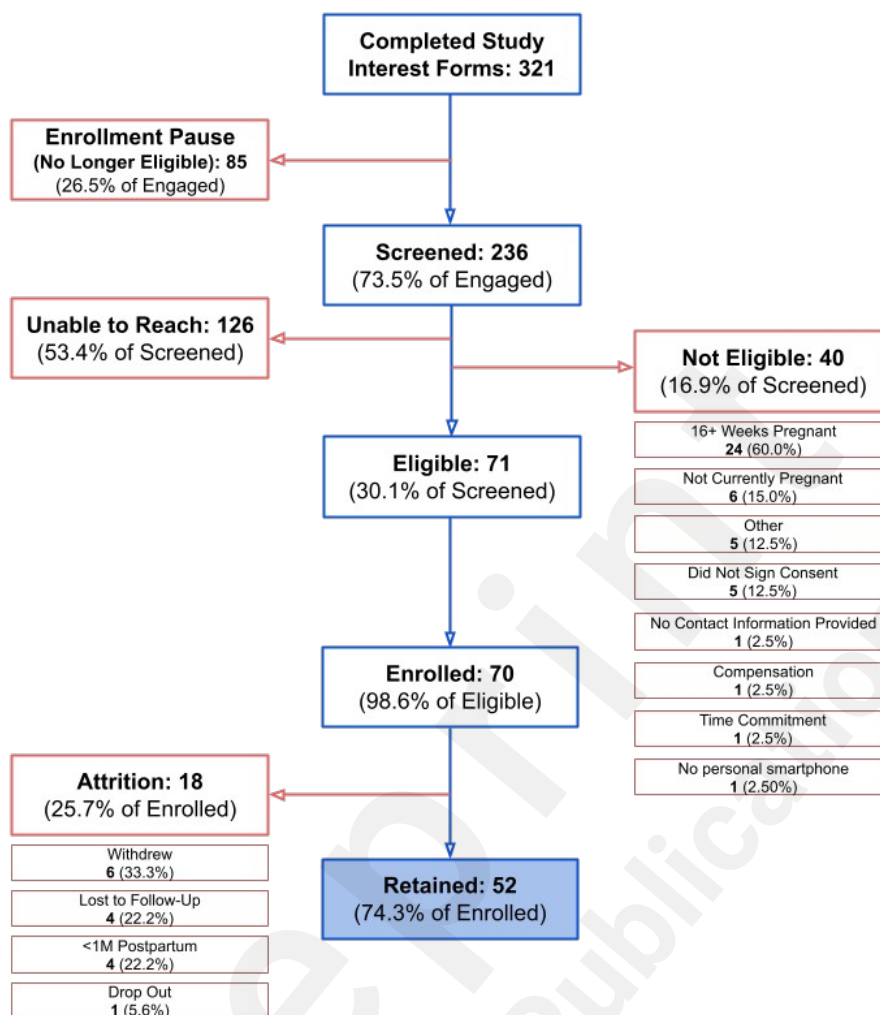 Completed Study
Interest Forms: 321
Enrollment Pause
(No Longer Eligible): 85
(26.5% of Engaged)
Screened: 236
(73.5% of Engaged)
Unable to Reach: 126
(53.4% of Screened)
Not Eligible: 40
(16.9% of Screened)
16+ Weeks Pregnant
24 (60.0%)
Not Currently Pregnant
6 (15.0%)
Other
5 (12.5%)
Did Not Sign Consent
5 (12.5%)
No Contact Information Provided
1 (2.5%)
Compensation
1 (2.5%)
Time Commitment
1 (2.5%)
No personal smartphone
1 (2.50%)
Eligible: 71
(30.1% of Screened)
Enrolled: 70
(98.6% of Eligible)
Attrition: 18
(25.7% of Enrolled)
Withdrew
6 (33.3%)
Lost to Follow-Up
4 (22.2%)
<1M Postpartum
4 (22.2%)
Drop Out
1 (5.6%)
Retained: 52
(74.3% of Enrolled)
eprint
Publication